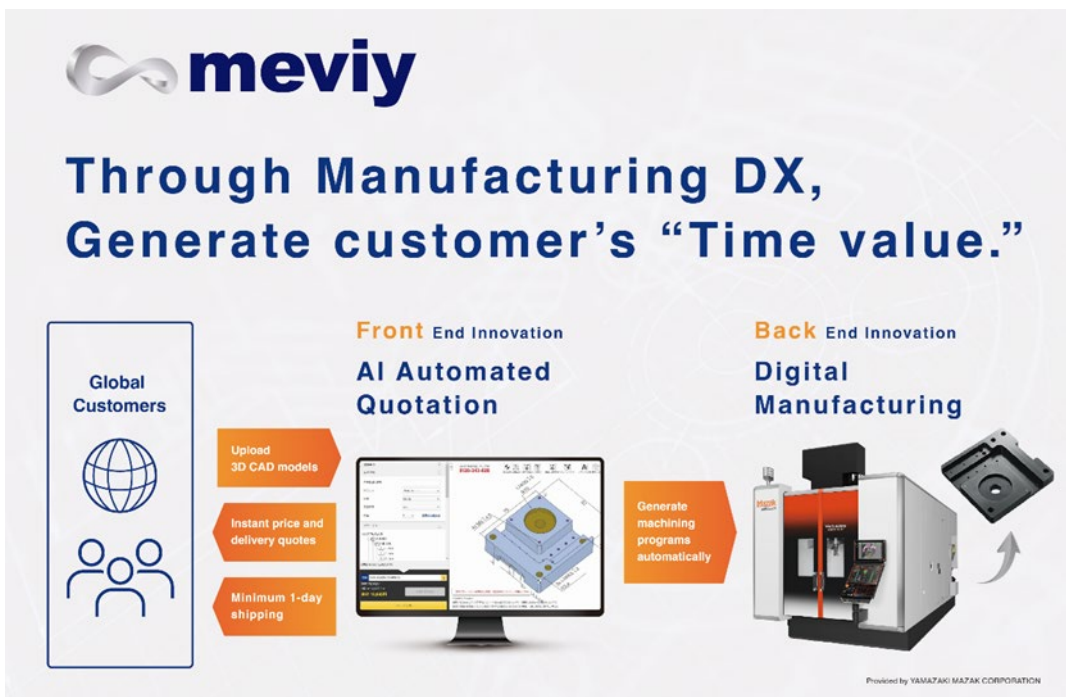 meviy
Through Manufacturing DX,
Generate customer’s “Time value.”
Global
Customers
Upload
3D CAD models
Instant price and
delivery quotes
Minimum 1-day
shipping
Front End Innovation
AI Automated
Quotation
Generate
machining
programs
automatically
Back End Innovation
Digital
Manufacturing
Mazak
Provided by YAMAZAKI MAZAK CORPORATION